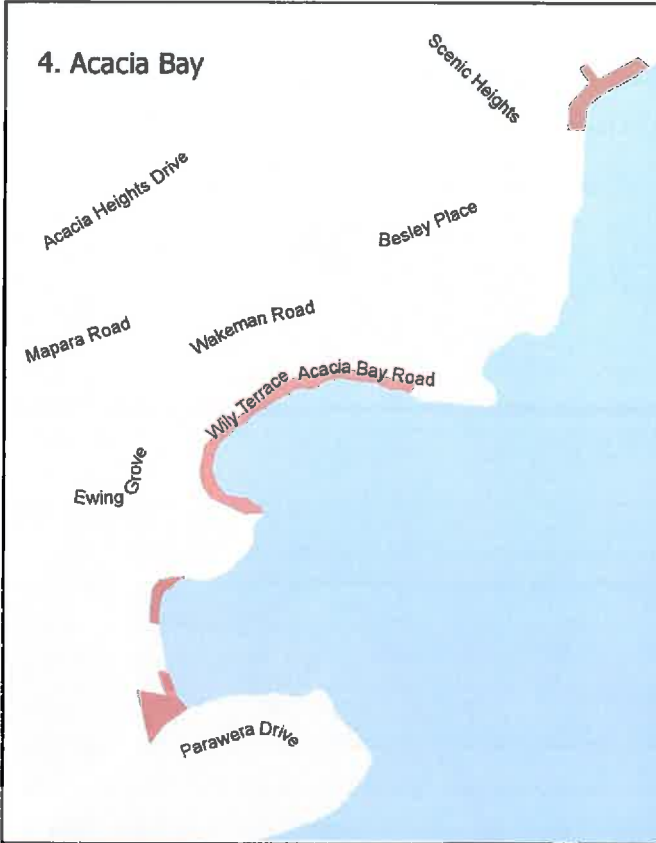 4. Acacia Bay
Scenic Heights
Acacia Heights Drive
Besley Place
Mapara Road
Wakeman Road
Wily Terrace
Acacia Bay Road
Ewing Grove
Parawera Drive